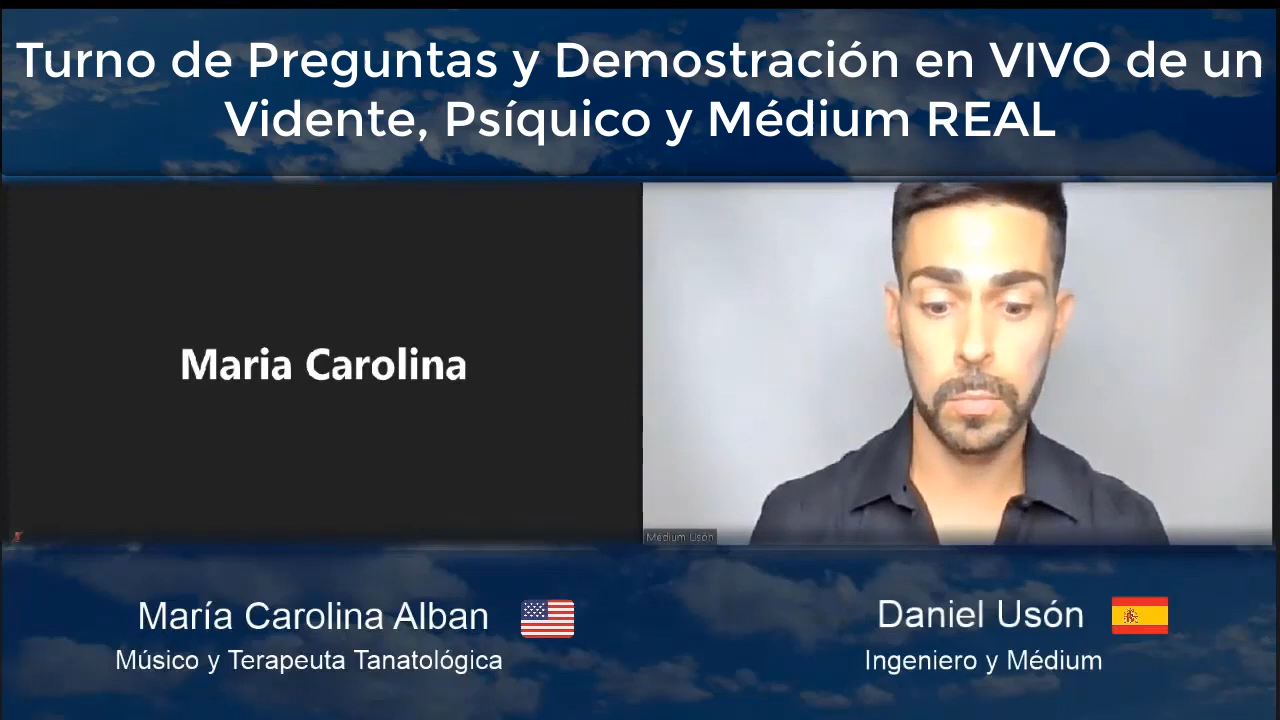 Turno de Preguntas y Demostración en VIVO de un
Vidente, Psíquico y Médium REAL
Maria Carolina
Médium Usón
María Carolina Alban
Músico y Terapeuta Tanatológica
Daniel Usón
Ingeniero y Médium